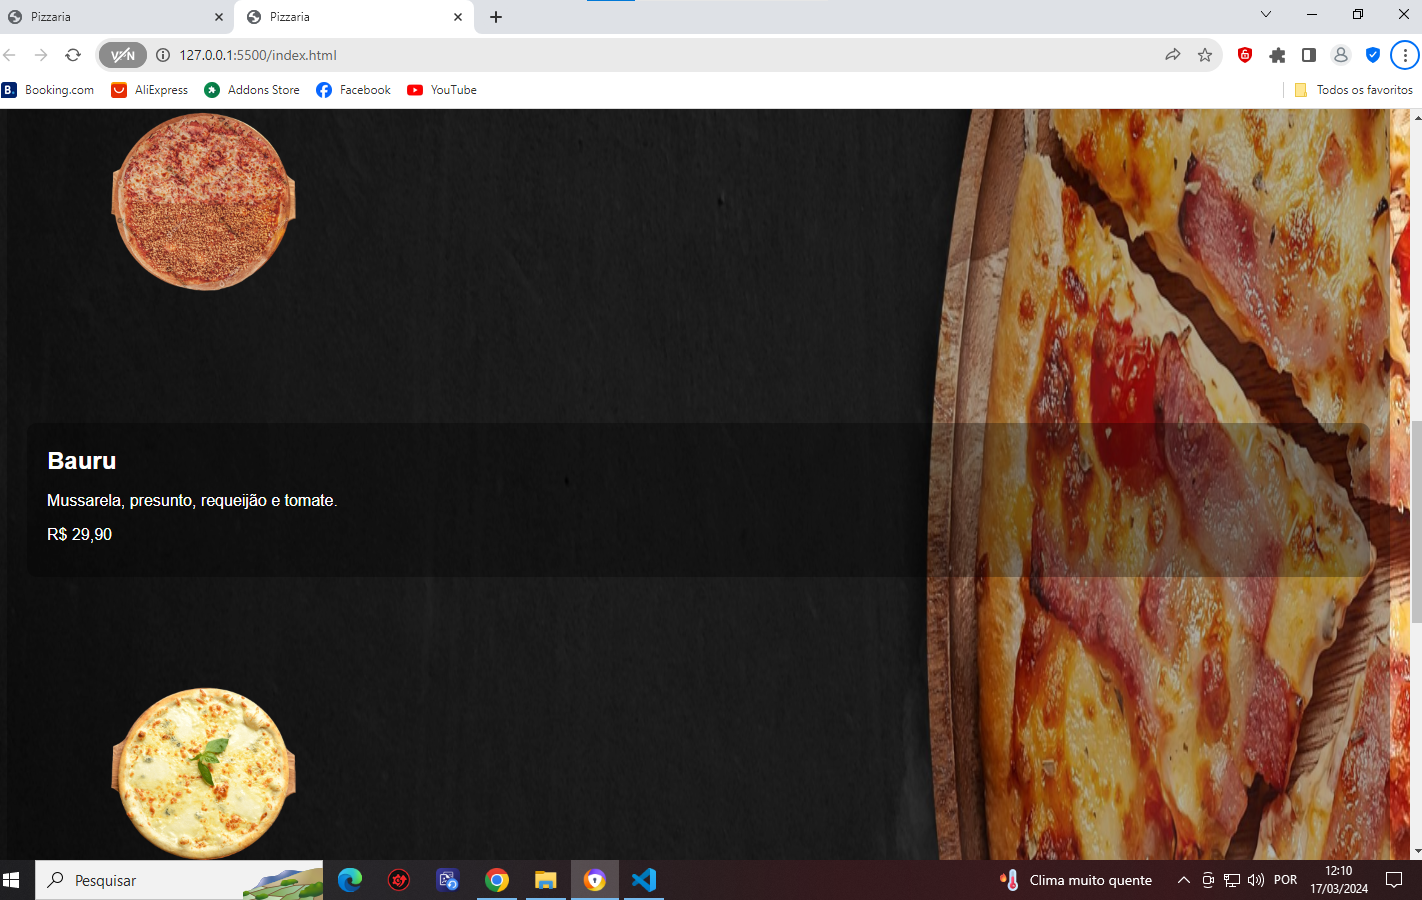 Pizzaria
Pizzaria
VPN
127.0.0.1:5500/index.html
B. Booking.com
AliExpress
Addons Store
Facebook
YouTube
Todos os favoritos
Bauru
Mussarela, presunto, requeijão e tomate.
R$ 29,90
Pesquisar
Clima muito quente
POR
12:10
17/03/2024